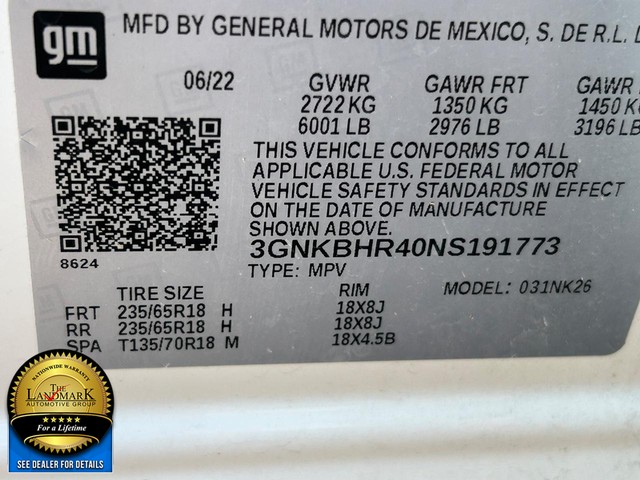 gm
MFD BY GENERAL MOTORS DE MEXICO, S. DE R.L.
06/22 GVWR GAWR FRT GAWR
2722 KG 1350 KG 1450
6001 LB 2976 LB 3196 LB
THIS VEHICLE CONFORMS TO ALL
APPLICABLE U.S. FEDERAL MOTOR
VEHICLE SAFETY STANDARDS IN EFFECT
ON THE DATE OF MANUFACTURE
SHOWN ABOVE.
8624 3GNKBHR40NS191773
TYPE: MPV MODEL: 031NK26
TIRE SIZE RIM
FRT 235/65R18 H 18X8J
RR 235/65R18 H 18X8J
SPA T135/70R18 M 18X4.5B
NATIONWIDE WARRANTY
THE
LANDMARK
AUTOMOTIVE GROUP
For a Lifetime
SEE DEALER FOR DETAILS